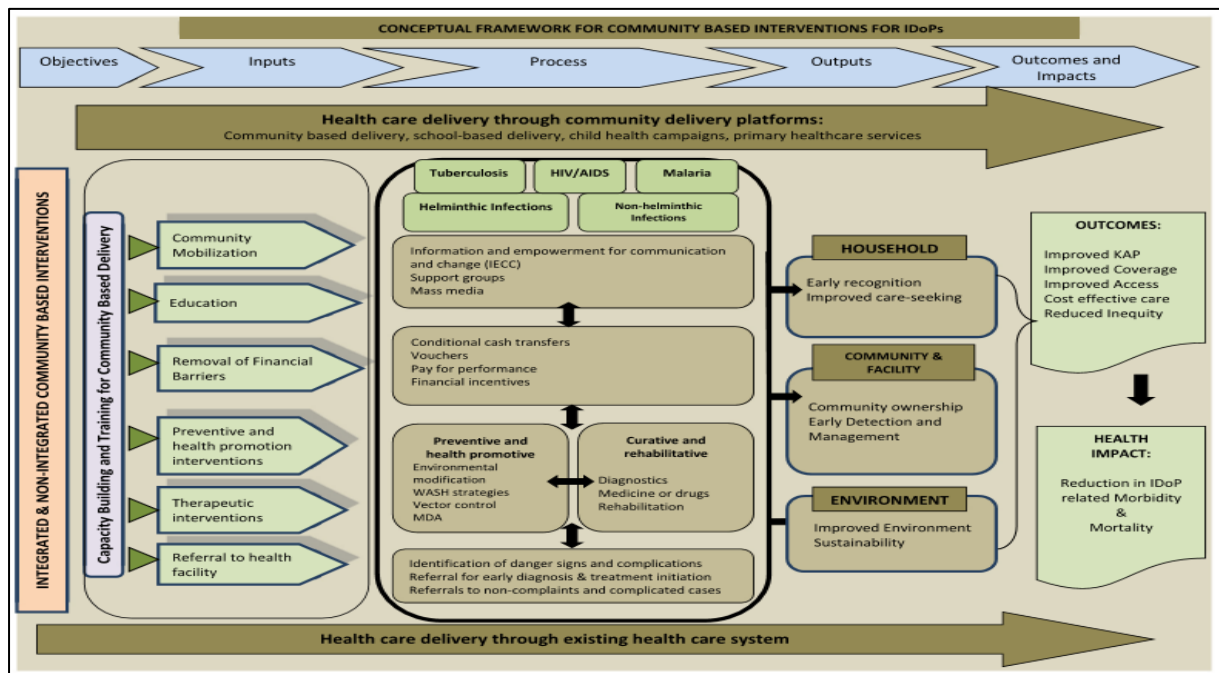 CONCEPTUAL FRAMEWORK FOR COMMUNITY BASED INTERVENTIONS FOR IDoPs
Objectives
Inputs
Process
Outputs
Outcomes and
Impacts
Health care delivery through community delivery platforms:
Community based delivery, school-based delivery, child health campaigns, primary healthcare services
INTEGRATED & NON-INTEGRATED COMMUNITY BASED INTERVENTIONS
Capacity Building and Training for Community Based Delivery
Community
Mobilization
Education
Removal of Financial
Barriers
Preventive and
health promotion
interventions
Therapeutic
interventions
Referral to health
facility
Tuberculosis
HIV/AIDS
Malaria
Helminthic Infections
Non-helminthic
Infections
Information and empowerment for communication
and change (IECC)
Support groups
Mass media
Conditional cash transfers
Vouchers
Pay for performance
Financial incentives
Preventive and
health promotive
Environmental
modification
WASH strategies
Vector control
MDA
Curative and
rehabilitative
Diagnostics
Medicine or drugs
Rehabilitation
Identification of danger signs and complications
Referral for early diagnosis & treatment initiation
Referrals to non-complaints and complicated cases
HOUSEHOLD
Early recognition
Improved care-seeking
COMMUNITY &
FACILITY
Community ownership
Early Detection and
Management
ENVIRONMENT
Improved Environment
Sustainability
OUTCOMES:
Improved KAP
Improved Coverage
Improved Access
Cost effective care
Reduced Inequity
HEALTH
IMPACT:
Reduction in IDoP
related Morbidity
&
Mortality
Health care delivery through existing health care system